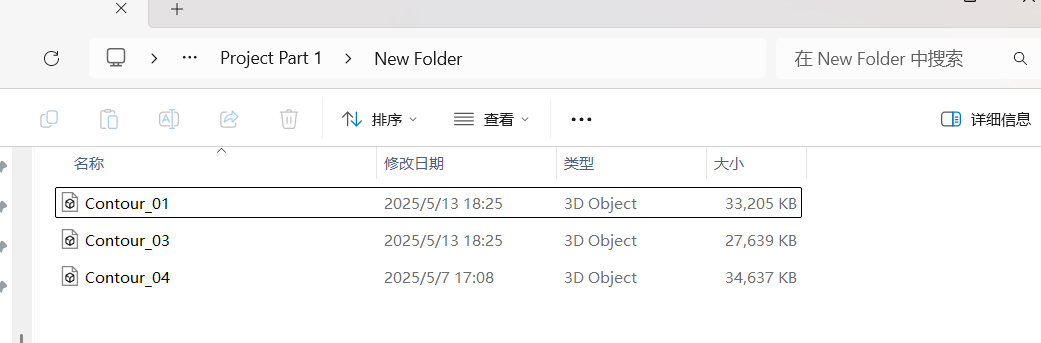 Project Part 1 New Folder 在 New Folder 中搜索
排序 查看 详细信息
名称 修改日期 类型 大小
Contour_01 2025/5/13 18:25 3D Object 33,205 KB
Contour_03 2025/5/13 18:25 3D Object 27,639 KB
Contour_04 2025/5/7 17:08 3D Object 34,637 KB